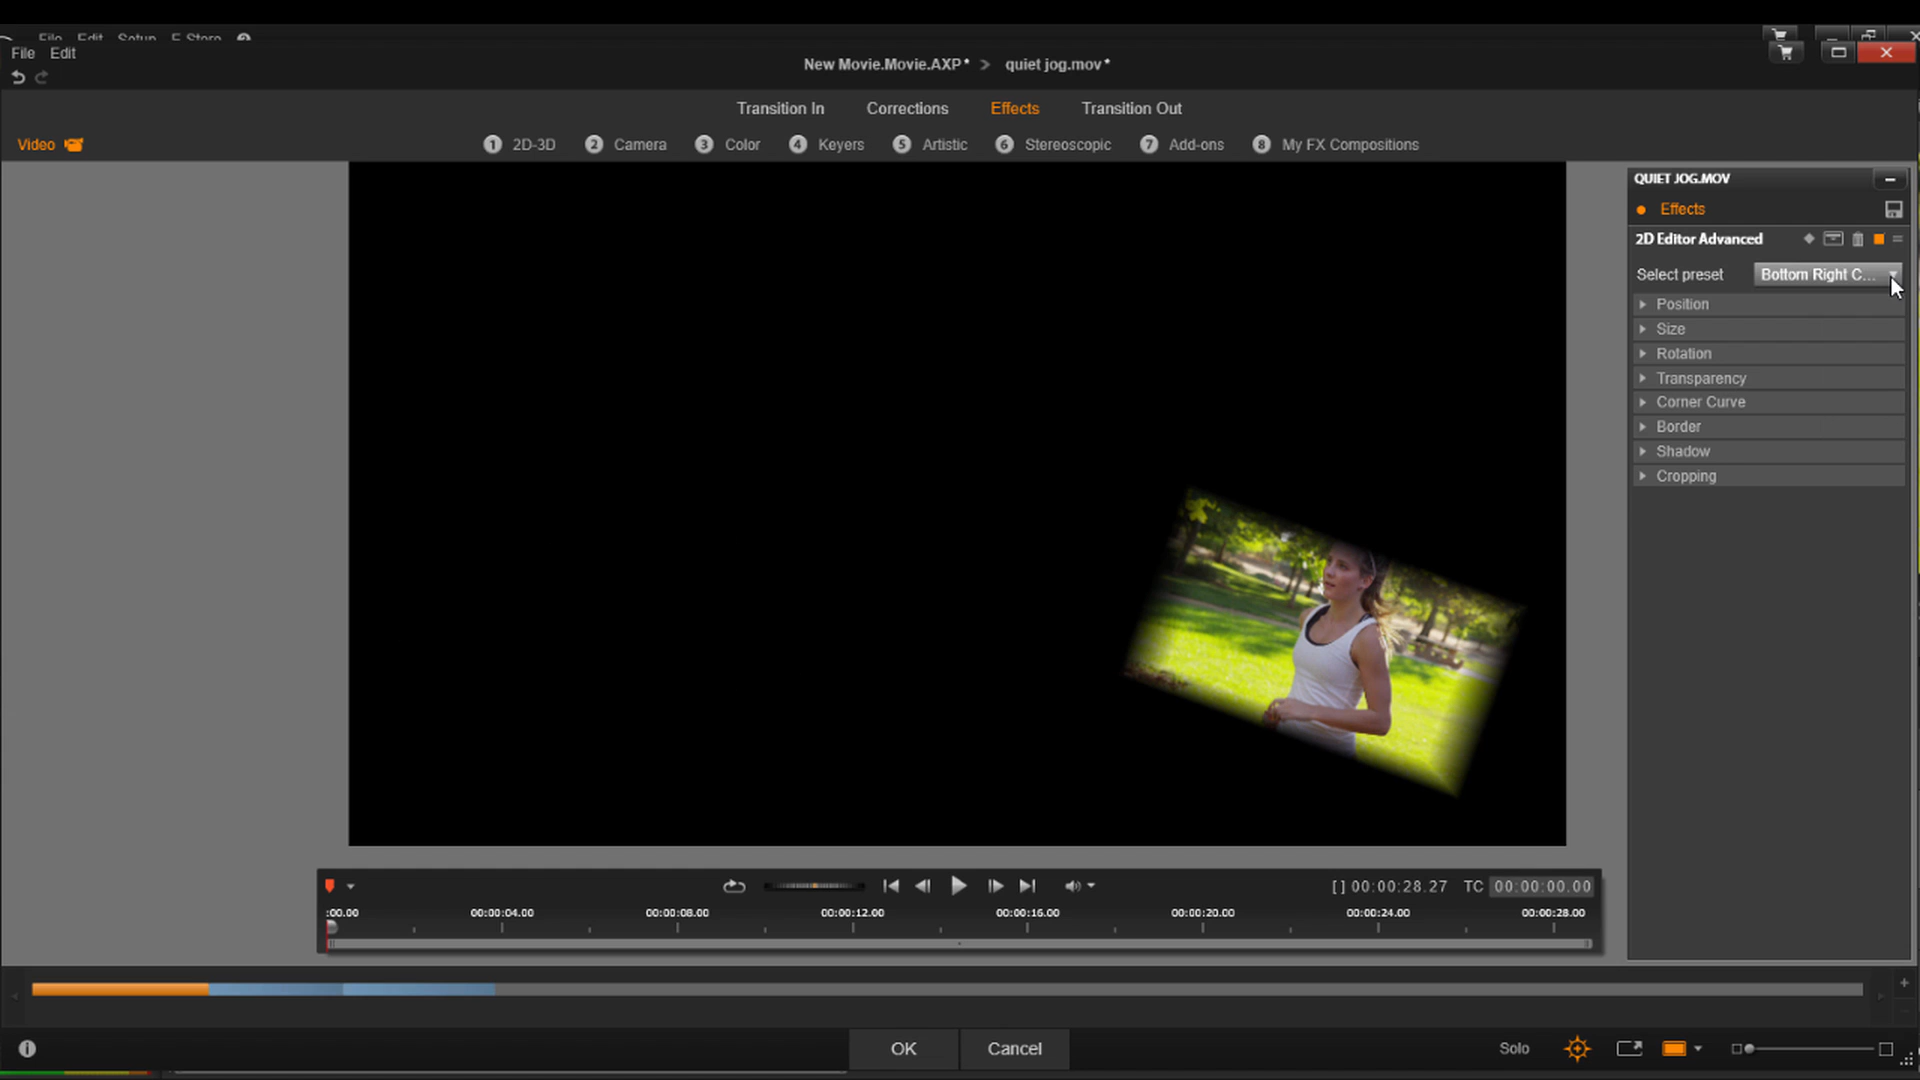 File Edit Setup E-Store
File Edit
New Movie.Movie.AXP* > quiet jog.mov*
Transition In Corrections Effects Transition Out
Video
1 2D-3D 2 Camera 3 Color 4 Keyers 5 Artistic 6 Stereoscopic 7 Add-ons 8 My FX Compositions
QUIET JOG.MOV
Effects
2D Editor Advanced
Select preset Bottom Right C...
Position
Size
Rotation
Transparency
Corner Curve
Border
Shadow
Cropping
[] 00:00:28.27 TC 00:00:00.00
:00.00 00:00:04.00 00:00:08.00 00:00:12.00 00:00:16.00 00:00:20.00 00:00:24.00 00:00:28.00
OK Cancel
Solo